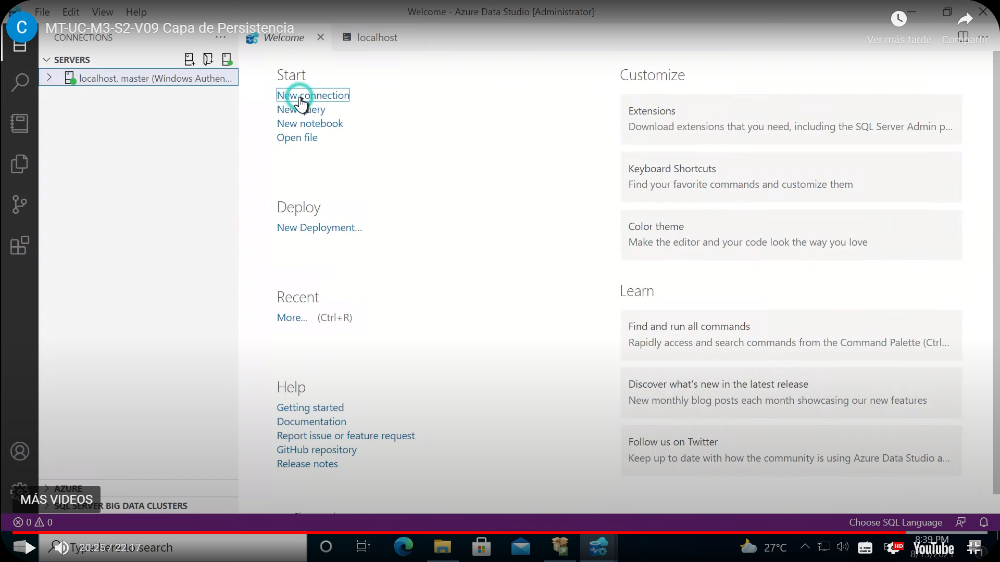 File Edit View Help
Welcome - Azure Data Studio [Administrator]
C
MT-UC-M3-S2-V09 Capa de Persistencia
Ver más tarde
Compartir
CONNECTIONS
Welcome
localhost
SERVERS
localhost, master (Windows Authen...
Start
New connection
New query
New notebook
Open file
Deploy
New Deployment...
Recent
More... (Ctrl+R)
Help
Getting started
Documentation
Report issue or feature request
GitHub repository
Release notes
Customize
Extensions
Download extensions that you need, including the SQL Server Admin p...
Keyboard Shortcuts
Find your favorite commands and customize them
Color theme
Make the editor and your code look the way you love
Learn
Find and run all commands
Rapidly access and search commands from the Command Palette (Ctrl...
Discover what's new in the latest release
New monthly blog posts each month showcasing our new features
Follow us on Twitter
Keep up to date with how the community is using Azure Data Studio a...
AZURE
MÁS VIDEOS
SQL SERVER BIG DATA CLUSTERS
0 0
Choose SQL Language
Type here to search
20:25 / 22:17
27°C
HD
YouTube
8:39 PM